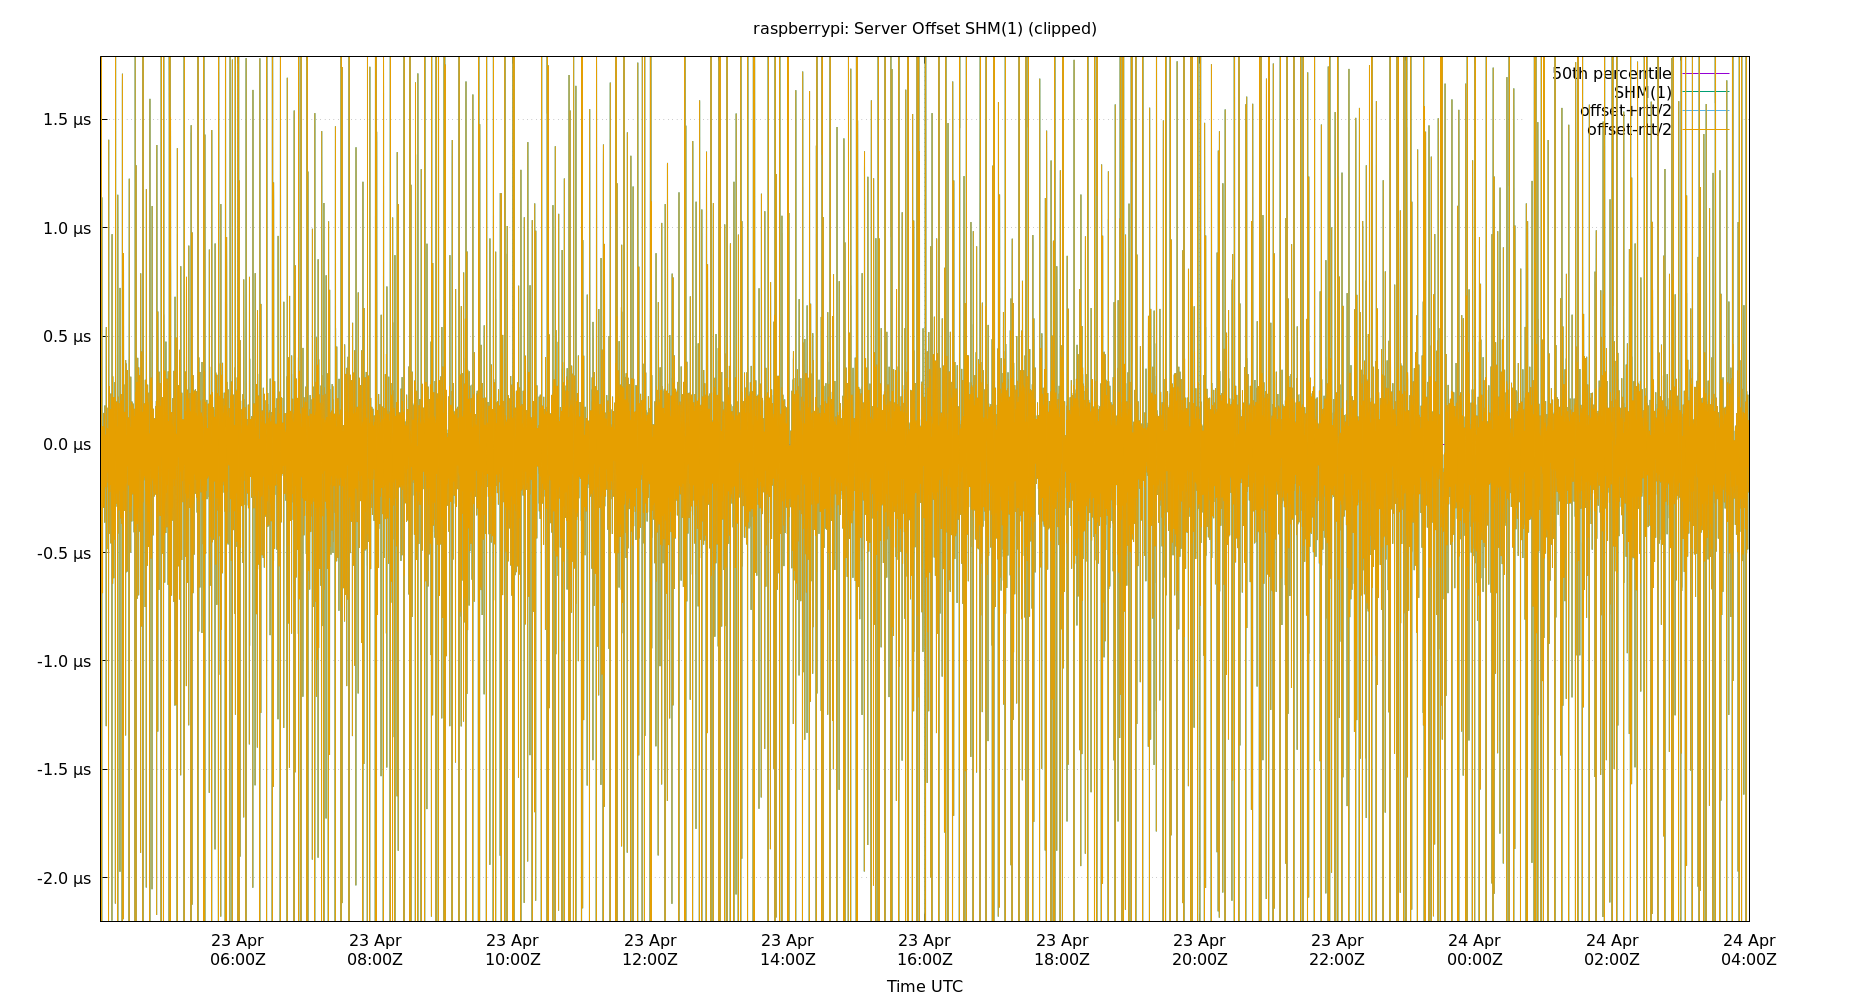 raspberrypi: Server Offset SHM(1) (clipped)
50th percentile
SHM(1)
offset+rtt/2
offset-rtt/2
1.5 µs
1.0 µs
0.5 µs
0.0 µs
-0.5 µs
-1.0 µs
-1.5 µs
-2.0 µs
23 Apr 23 Apr 23 Apr 23 Apr 23 Apr 23 Apr 23 Apr 23 Apr 23 Apr 24 Apr 24 Apr 24 Apr
06:00Z 08:00Z 10:00Z 12:00Z 14:00Z 16:00Z 18:00Z 20:00Z 22:00Z 00:00Z 02:00Z 04:00Z
Time UTC